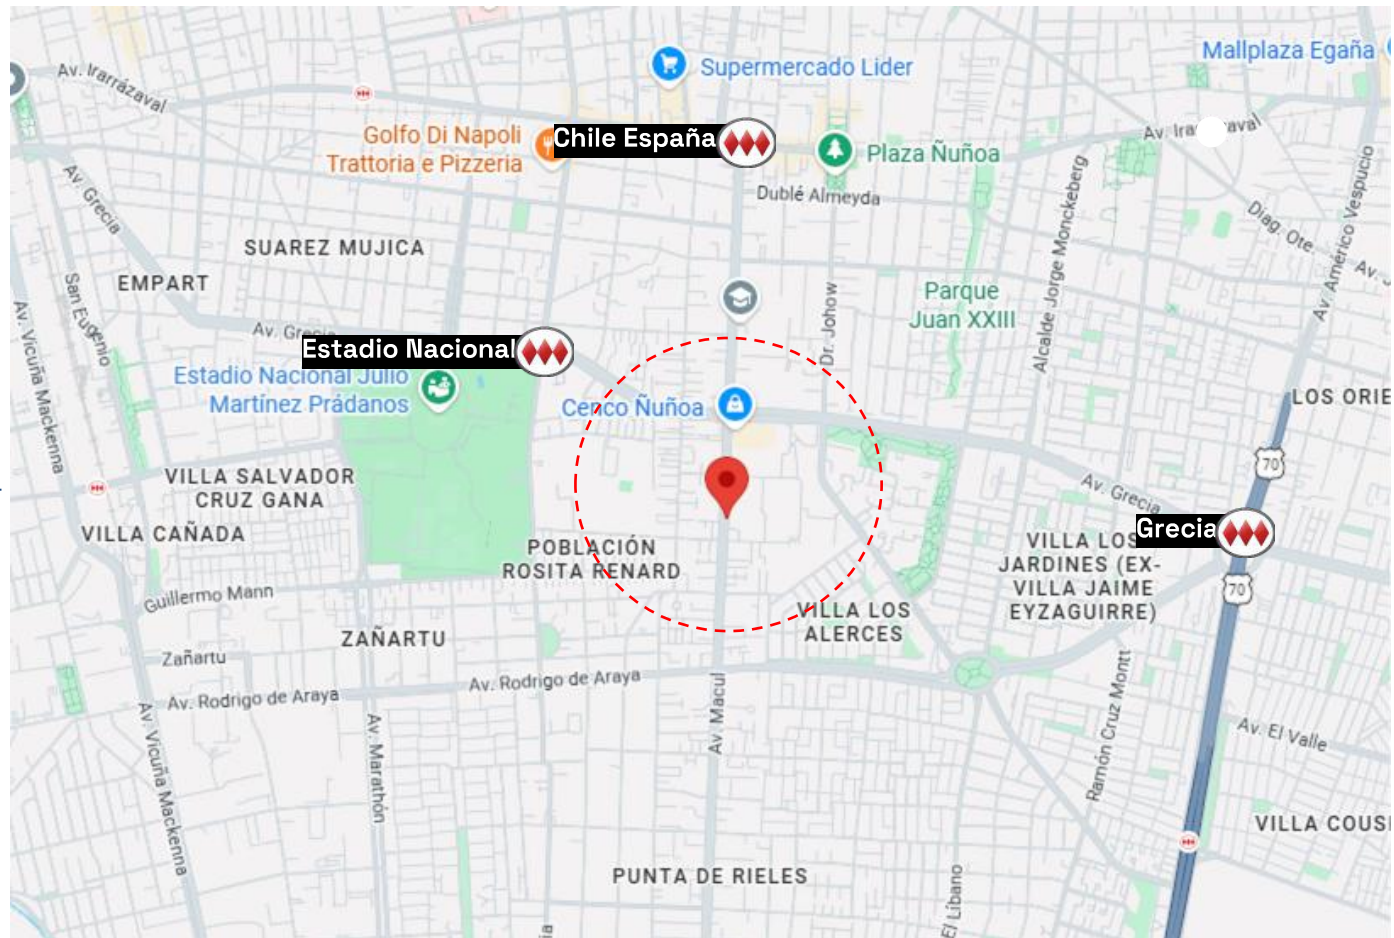 Mallplaza Egaña
Supermercado Lider
Av. Irarrázaval
Golfo Di Napoli
Trattoria e Pizzeria
Chile España
Plaza Ñuñoa
Dublé Almeyda
Av. Grecia
Alcalde Jorge Monckeberg
Diag. Ote.
Av. Américo Vespucio
SUAREZ MUJICA
EMPART
San Eugenio
Av. Vicuña Mackenna
Parque
Juan XXIII
Dr. Johow
Av. Grecia
Estadio Nacional
Estadio Nacional Julio
Martínez Prádanos
Cenco Ñuñoa
LOS ORIE
70
VILLA SALVADOR
CRUZ GANA
VILLA CAÑADA
Av. Grecia
Grecia
POBLACIÓN
ROSITA RENARD
VILLA LOS
JARDINES (EX-
VILLA JAIME
EYZAGUIRRE)
70
Guillermo Mann
ZAÑARTU
VILLA LOS
ALERCES
Zañartu
Av. Rodrigo de Araya
Av. Rodrigo de Araya
Av. Macul
Av. Vicuña Mackenna
Av. Marathón
Ramón Cruz Montt
Av. El Valle
VILLA COUSI
PUNTA DE RIELES
El Líbano